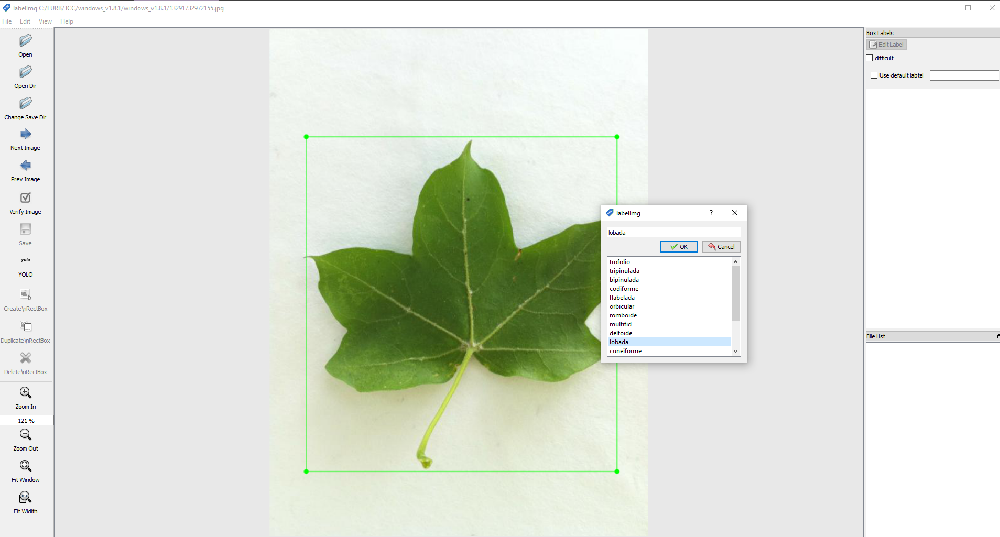 labelImg C:/FURB/TCC/windows_v1.8.1/windows_v1.8.1/13291732972155.jpg
File Edit View Help
Open
Open Dir
Change Save Dir
Next Image
Prev Image
Verify Image
Save
yolo
YOLO
Create\nRectBox
Duplicate\nRectBox
Delete\nRectBox
Zoom In
121 %
Zoom Out
Fit Window
Fit Width
labelImg ?
lobada
OK Cancel
trofolio
tripinulada
bipinulada
codiforme
flabelada
orbicular
romboide
multifid
deltoide
lobada
cuneiforme
Box Labels
Edit Label
difficult
Use default labtel
File List